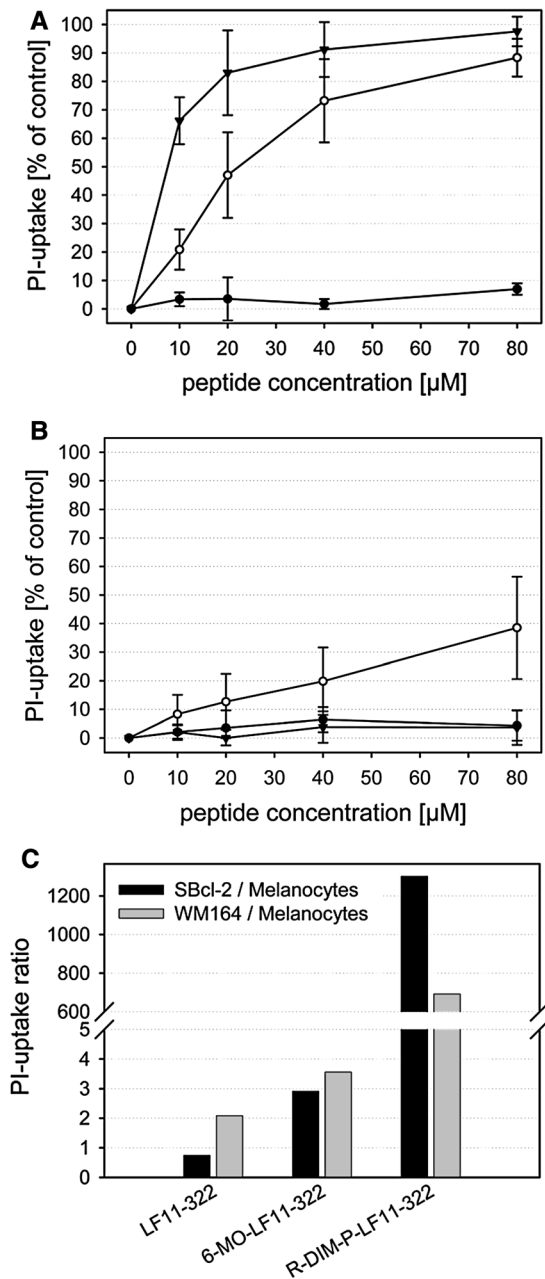 A
PI-uptake [% of control]
100
90
80
70
60
50
40
30
20
10
0
0 10 20 30 40 50 60 70 80
peptide concentration [µM]
B
PI-uptake [% of control]
100
90
80
70
60
50
40
30
20
10
0
0 10 20 30 40 50 60 70 80
peptide concentration [µM]
C
PI-uptake ratio
SBcl-2 / Melanocytes
WM164 / Melanocytes
1200
1000
800
600
5
4
3
2
1
0
LF11-322
6-MO-LF11-322
R-DIM-P-LF11-322